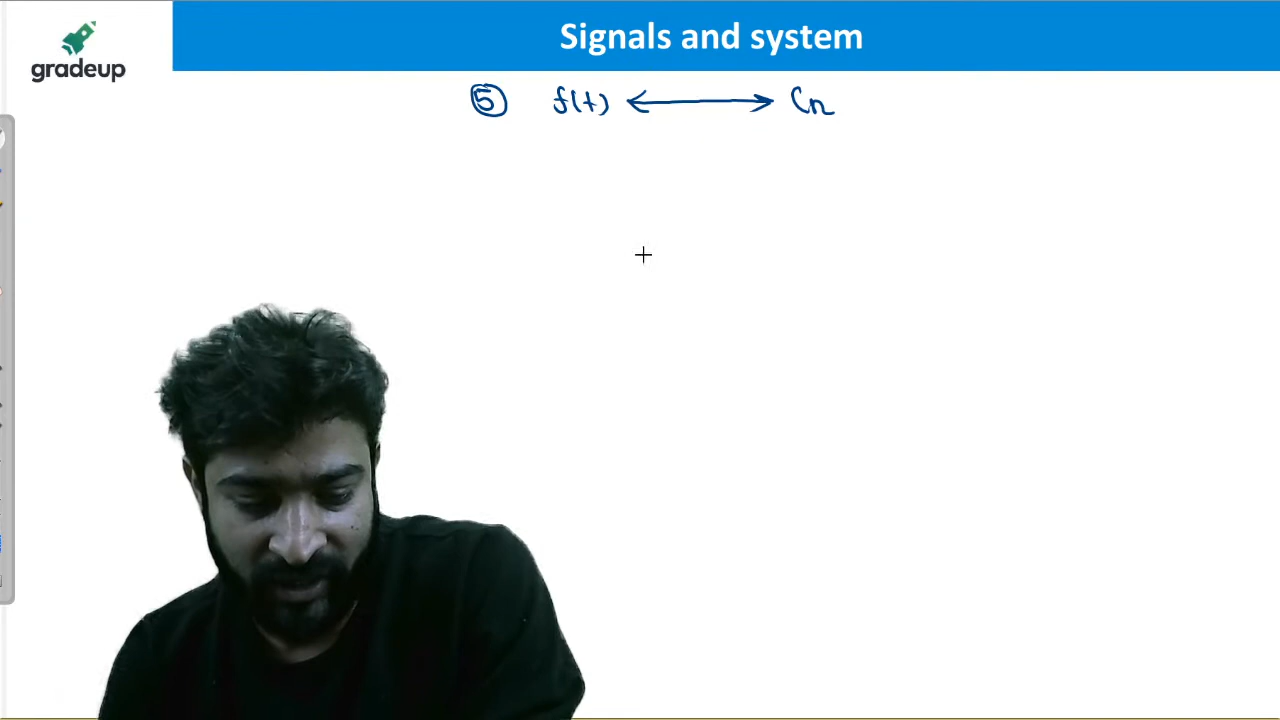 Signals and system
gradeup
⑤ f(t) ⟷ Cn